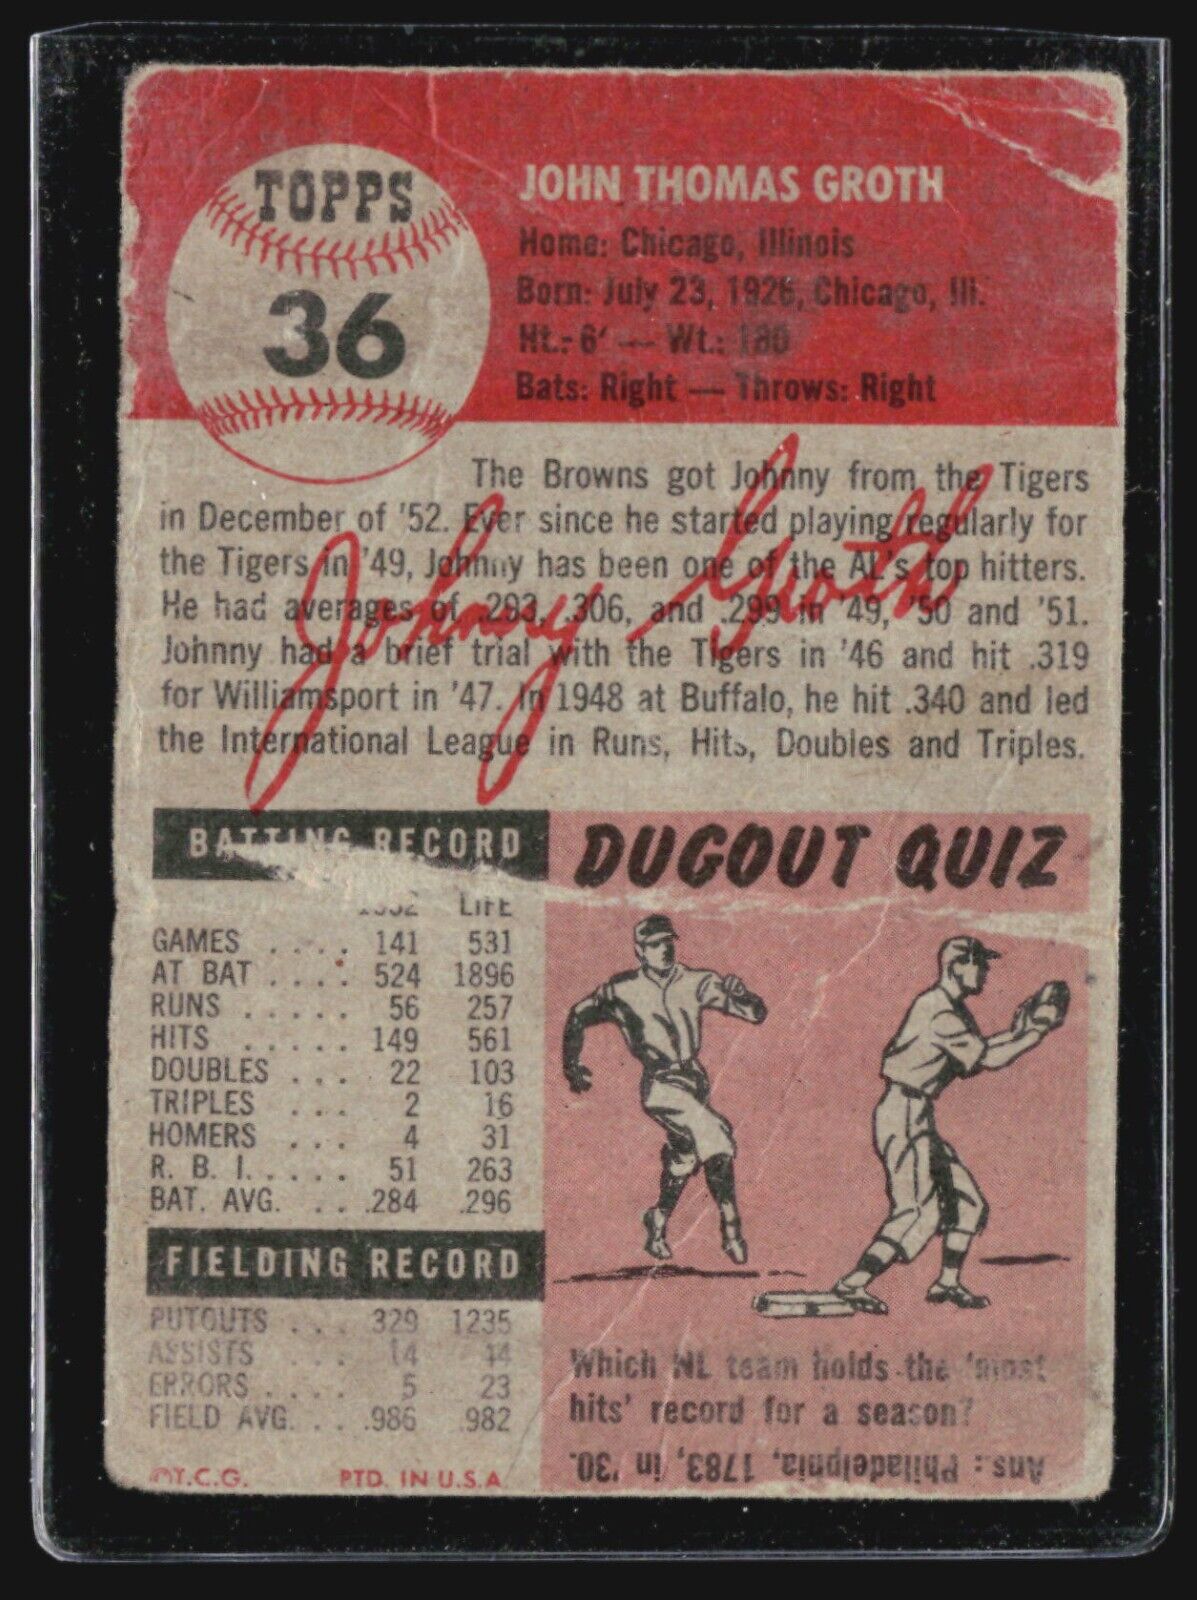 TOPPS
36
JOHN THOMAS GROTH
Home: Chicago, Illinois
Born: July 23, 1926, Chicago, Ill.
Ht.: 6' — Wt.: 180
Bats: Right — Throws: Right
The Browns got Johnny from the Tigers
in December of '52. Ever since he started playing regularly for
the Tigers in '49, Johnny has been one of the AL's top hitters.
He had averages of .293, .306, and .299 in '49, '50 and '51.
Johnny had a brief trial with the Tigers in '46 and hit .319
for Williamsport in '47. In 1948 at Buffalo, he hit .340 and led
the International League in Runs, Hits, Doubles and Triples.
Johnny Groth
BATTING RECORD
1952 LIFE
GAMES .... 141 531
AT BAT .... 524 1896
RUNS ..... 56 257
HITS ..... 149 561
DOUBLES ... 22 103
TRIPLES ... 2 16
HOMERS ... 4 31
R. B. I. .... 51 263
BAT. AVG. ... .284 .296
FIELDING RECORD
PUTOUTS ... 329 1235
ASSISTS ... 14 44
ERRORS .... 5 23
FIELD AVG. ... .986 .982
©T.C.G. PTD. IN U.S.A.
DUGOUT QUIZ
Which NL team holds the 'most
hits' record for a season?
Ans.: Philadelphia, 1783, in '30.